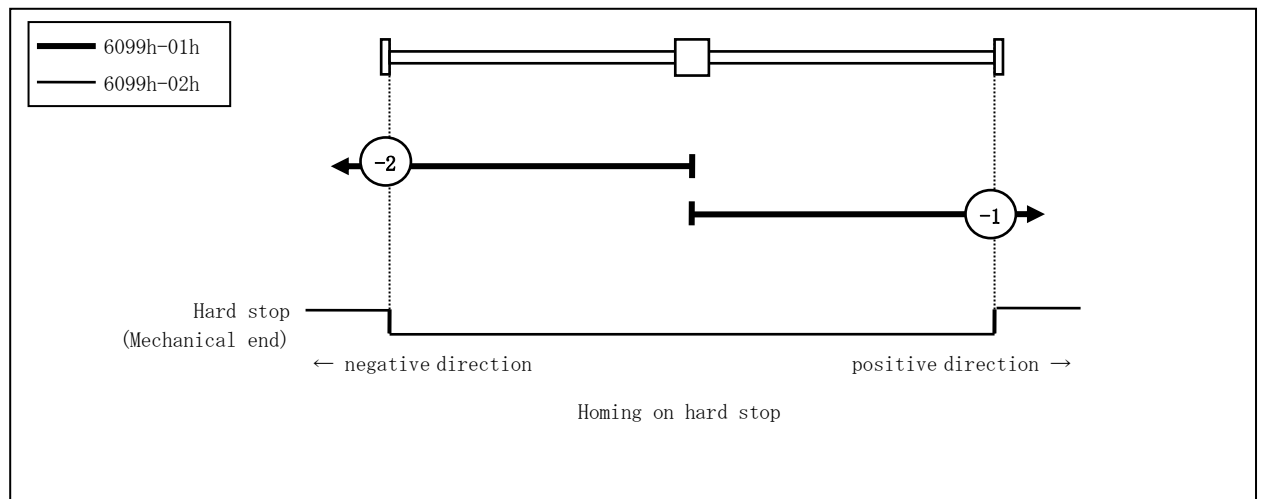 6099h-01h
6099h-02h
-2
-1
Hard stop
(Mechanical end)
← negative direction
positive direction →
Homing on hard stop